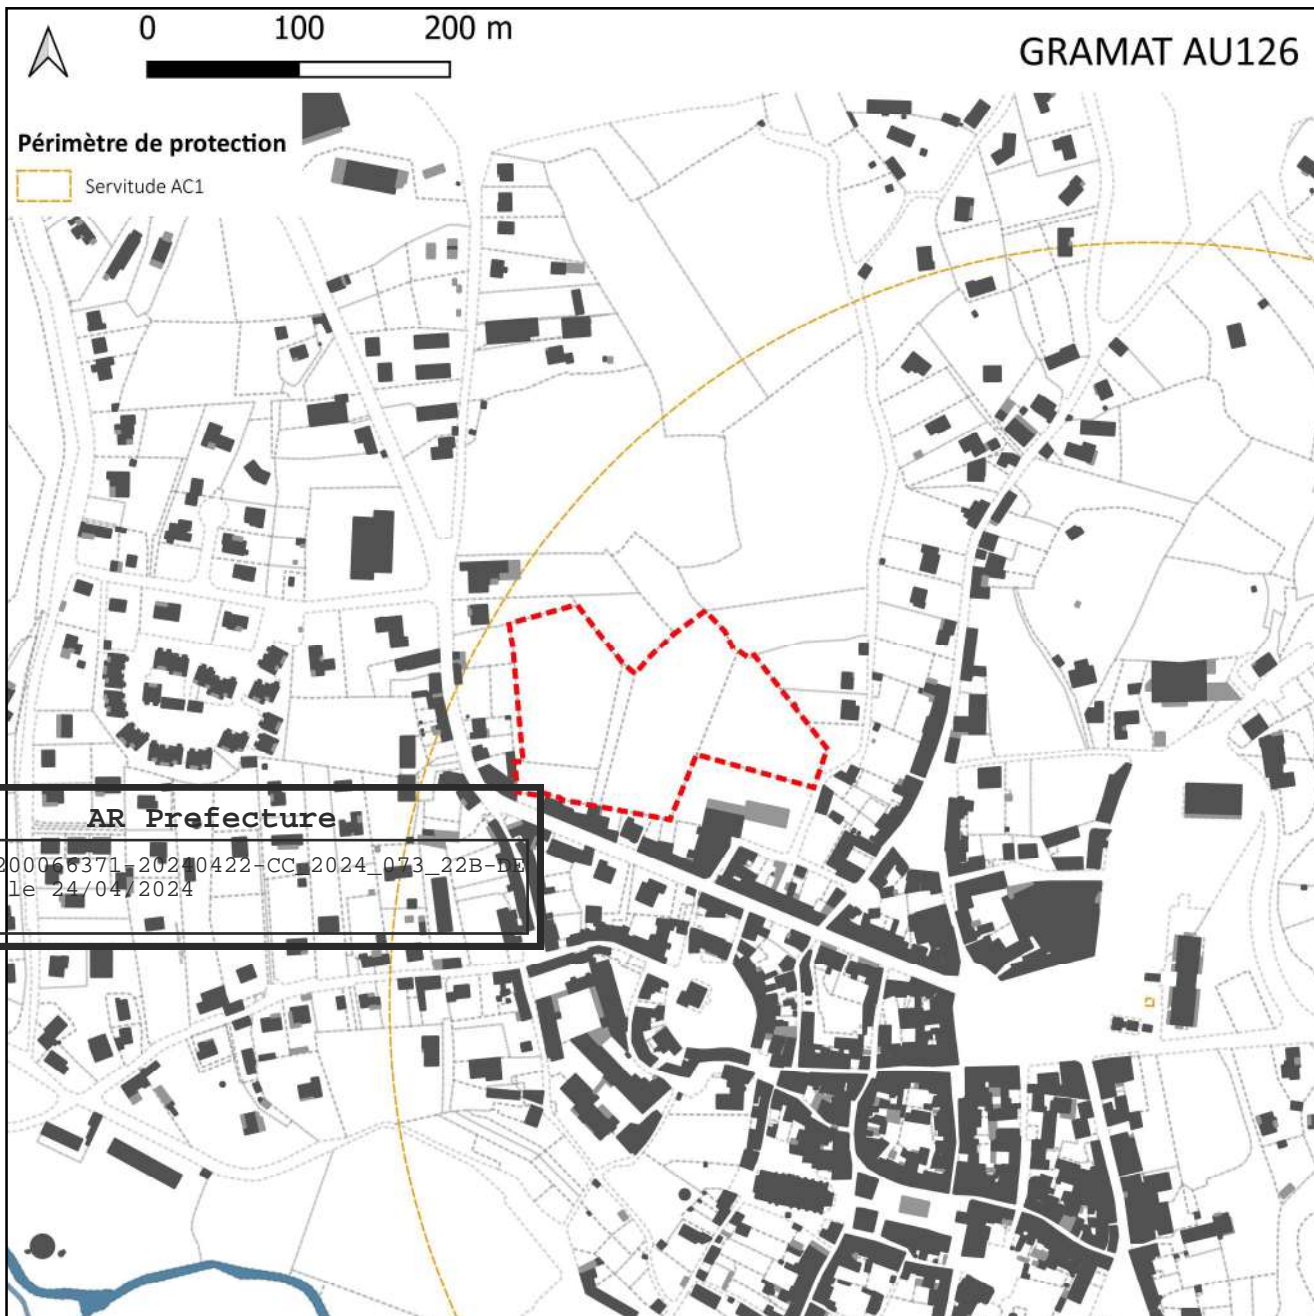 0 100 200 m
GRAMAT AU126
Périmètre de protection
Servitude AC1
AR Prefecture
200066371-20240422-CC_2024_073_22B-DE
le 24/04/2024